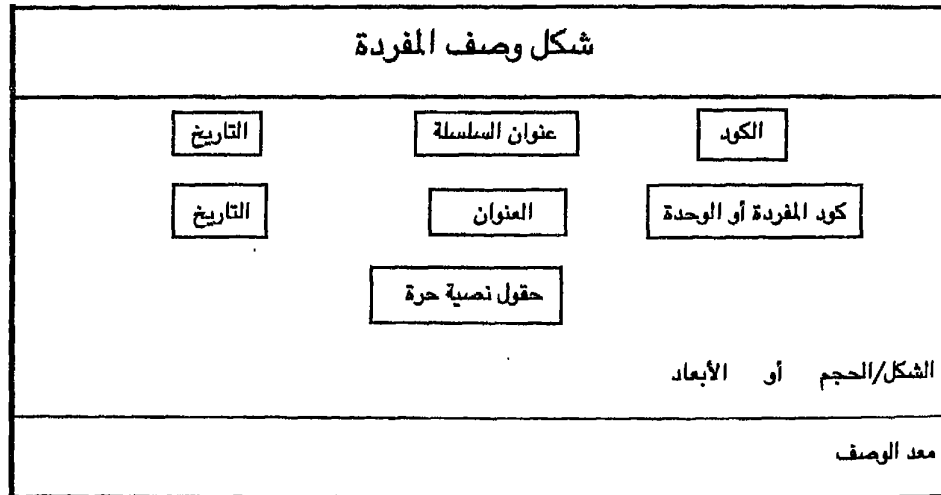 شكل وصف المفردة
الكود عنوان السلسلة التاريخ
كود المفردة أو الوحدة العنوان التاريخ
حقول نصية حرة
الشكل/الحجم أو الأبعاد
معد الوصف